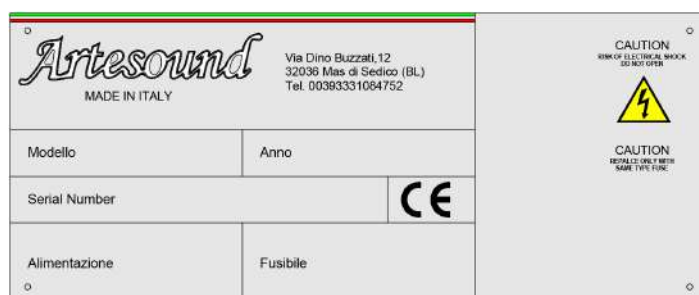 Artesound
MADE IN ITALY
Via Dino Buzzati,12
32036 Mas di Sedico (BL)
Tel. 00393331084752
CAUTION
RISK OF ELECTRICAL SHOCK
DO NOT OPEN
CAUTION
REPALCE ONLY WITH
SAME TYPE FUSE
Modello
Anno
Serial Number
CE
Alimentazione
Fusibile